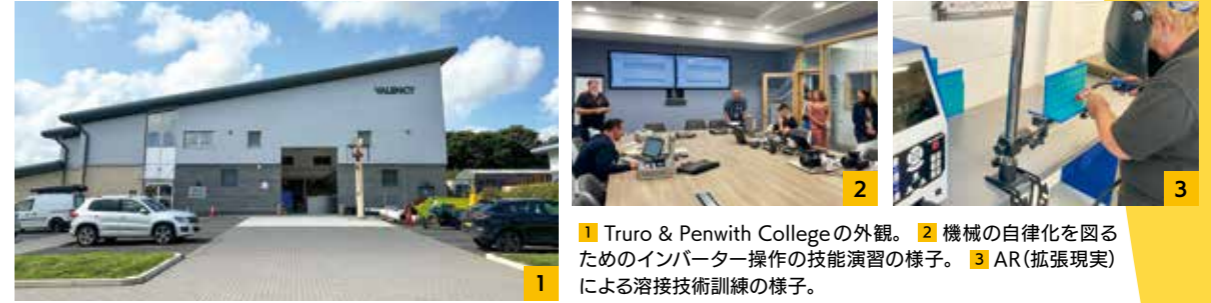 VALENCY
1
2
3
1 Truro & Penwith Collegeの外観。 2 機械の自律化を図る
ためのインバーター操作の技能演習の様子。 3 AR（拡張現実）
による溶接技術訓練の様子。